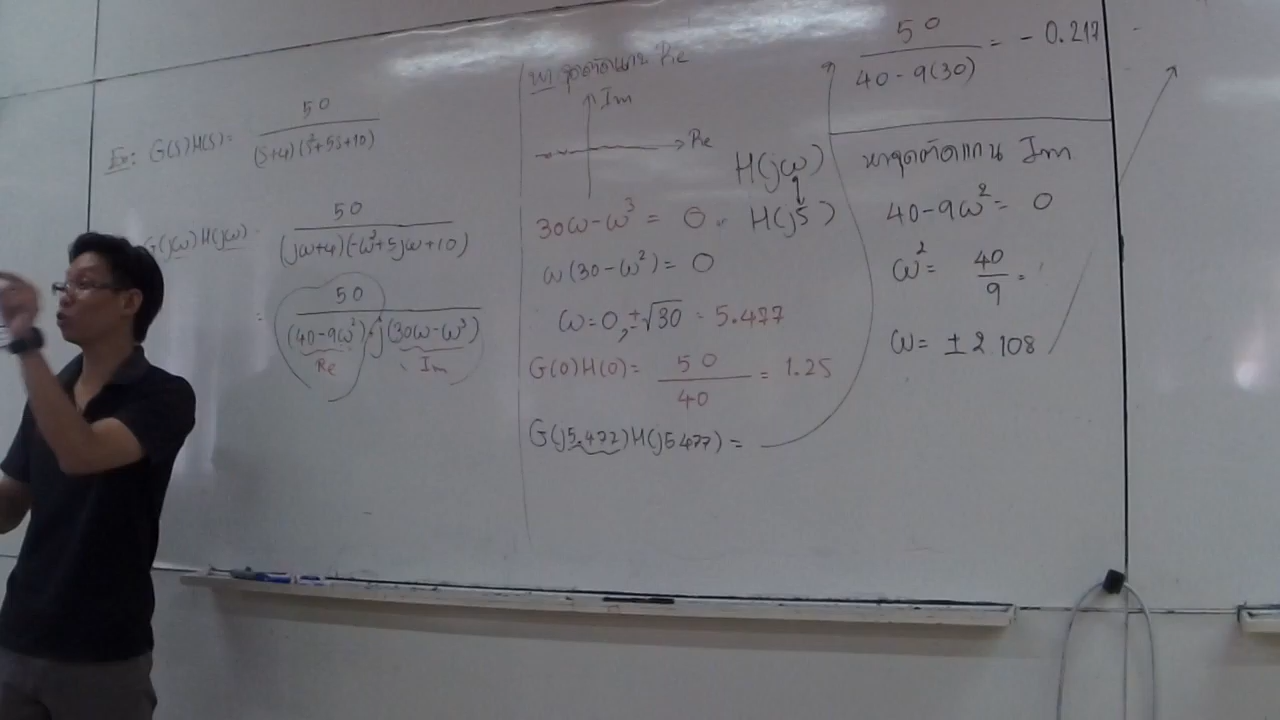 Ex: G(s)H(s) = 50 / (s+4)(s²+5s+10)
G(jω)H(jω) = 50 / (jω+4)(-ω²+5jω+10)
= 50 / (40-9ω²)+j(30ω-ω³)
Re Im
หาจุดตัดแกน Re
Im
Re
H(jω)
30ω-ω³ = 0
H(j5)
ω(30-ω²) = 0
ω = 0, ±√30 = 5.477
G(0)H(0) = 50 / 40 = 1.25
G(j5.477)H(j5.477) =
50 / 40-9(30) = -0.217
หาจุดตัดแกน Im
40-9ω² = 0
ω² = 40 / 9 =
ω = ±2.108